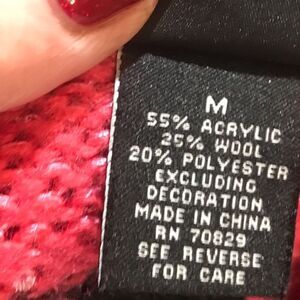 M
55% ACRYLIC
25% WOOL
20% POLYESTER
EXCLUDING
DECORATION
MADE IN CHINA
RN 70829
SEE REVERSE
FOR CARE